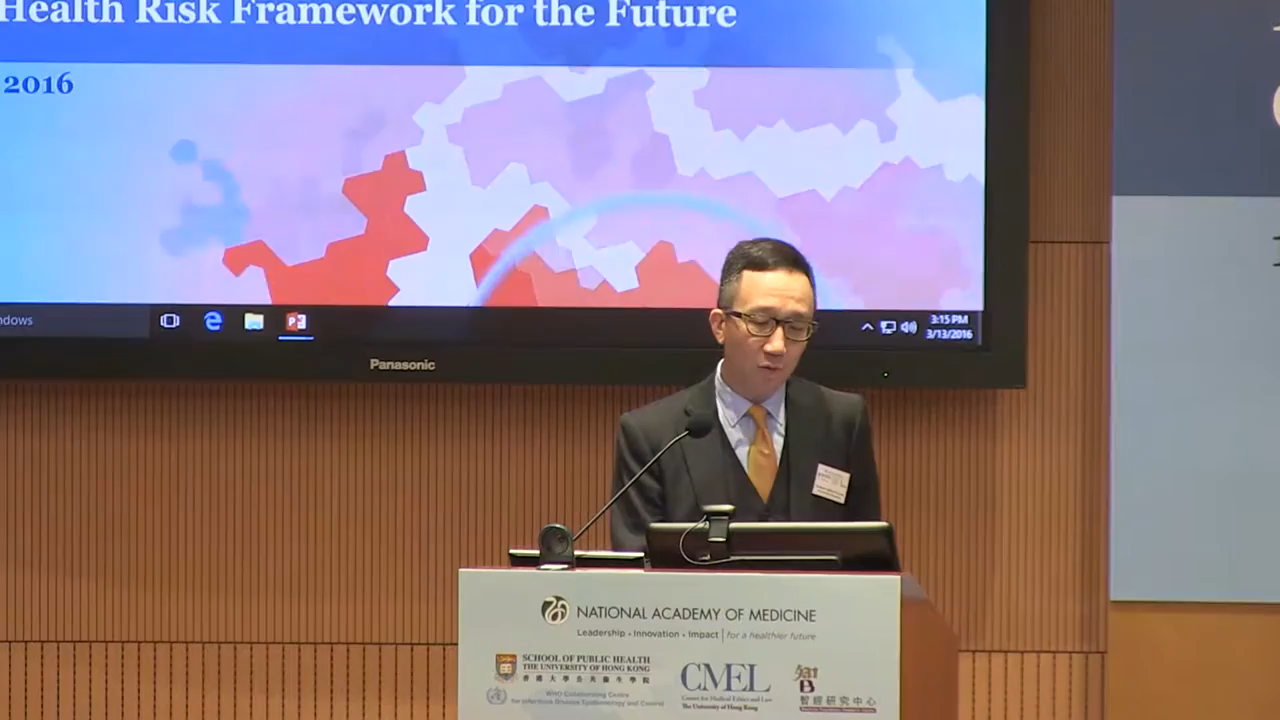 Health Risk Framework for the Future
2016
ndows
3:15 PM
3/13/2016
Panasonic
NATIONAL ACADEMY OF MEDICINE
Leadership • Innovation • Impact | for a healthier future
SCHOOL OF PUBLIC HEALTH
THE UNIVERSITY OF HONG KONG
香港大學公共衞生學院
WHO Collaborating Centre
for Infectious Disease Epidemiology and Control
CMEL
Centre for Medical Ethics and Law
The University of Hong Kong
智經研究中心